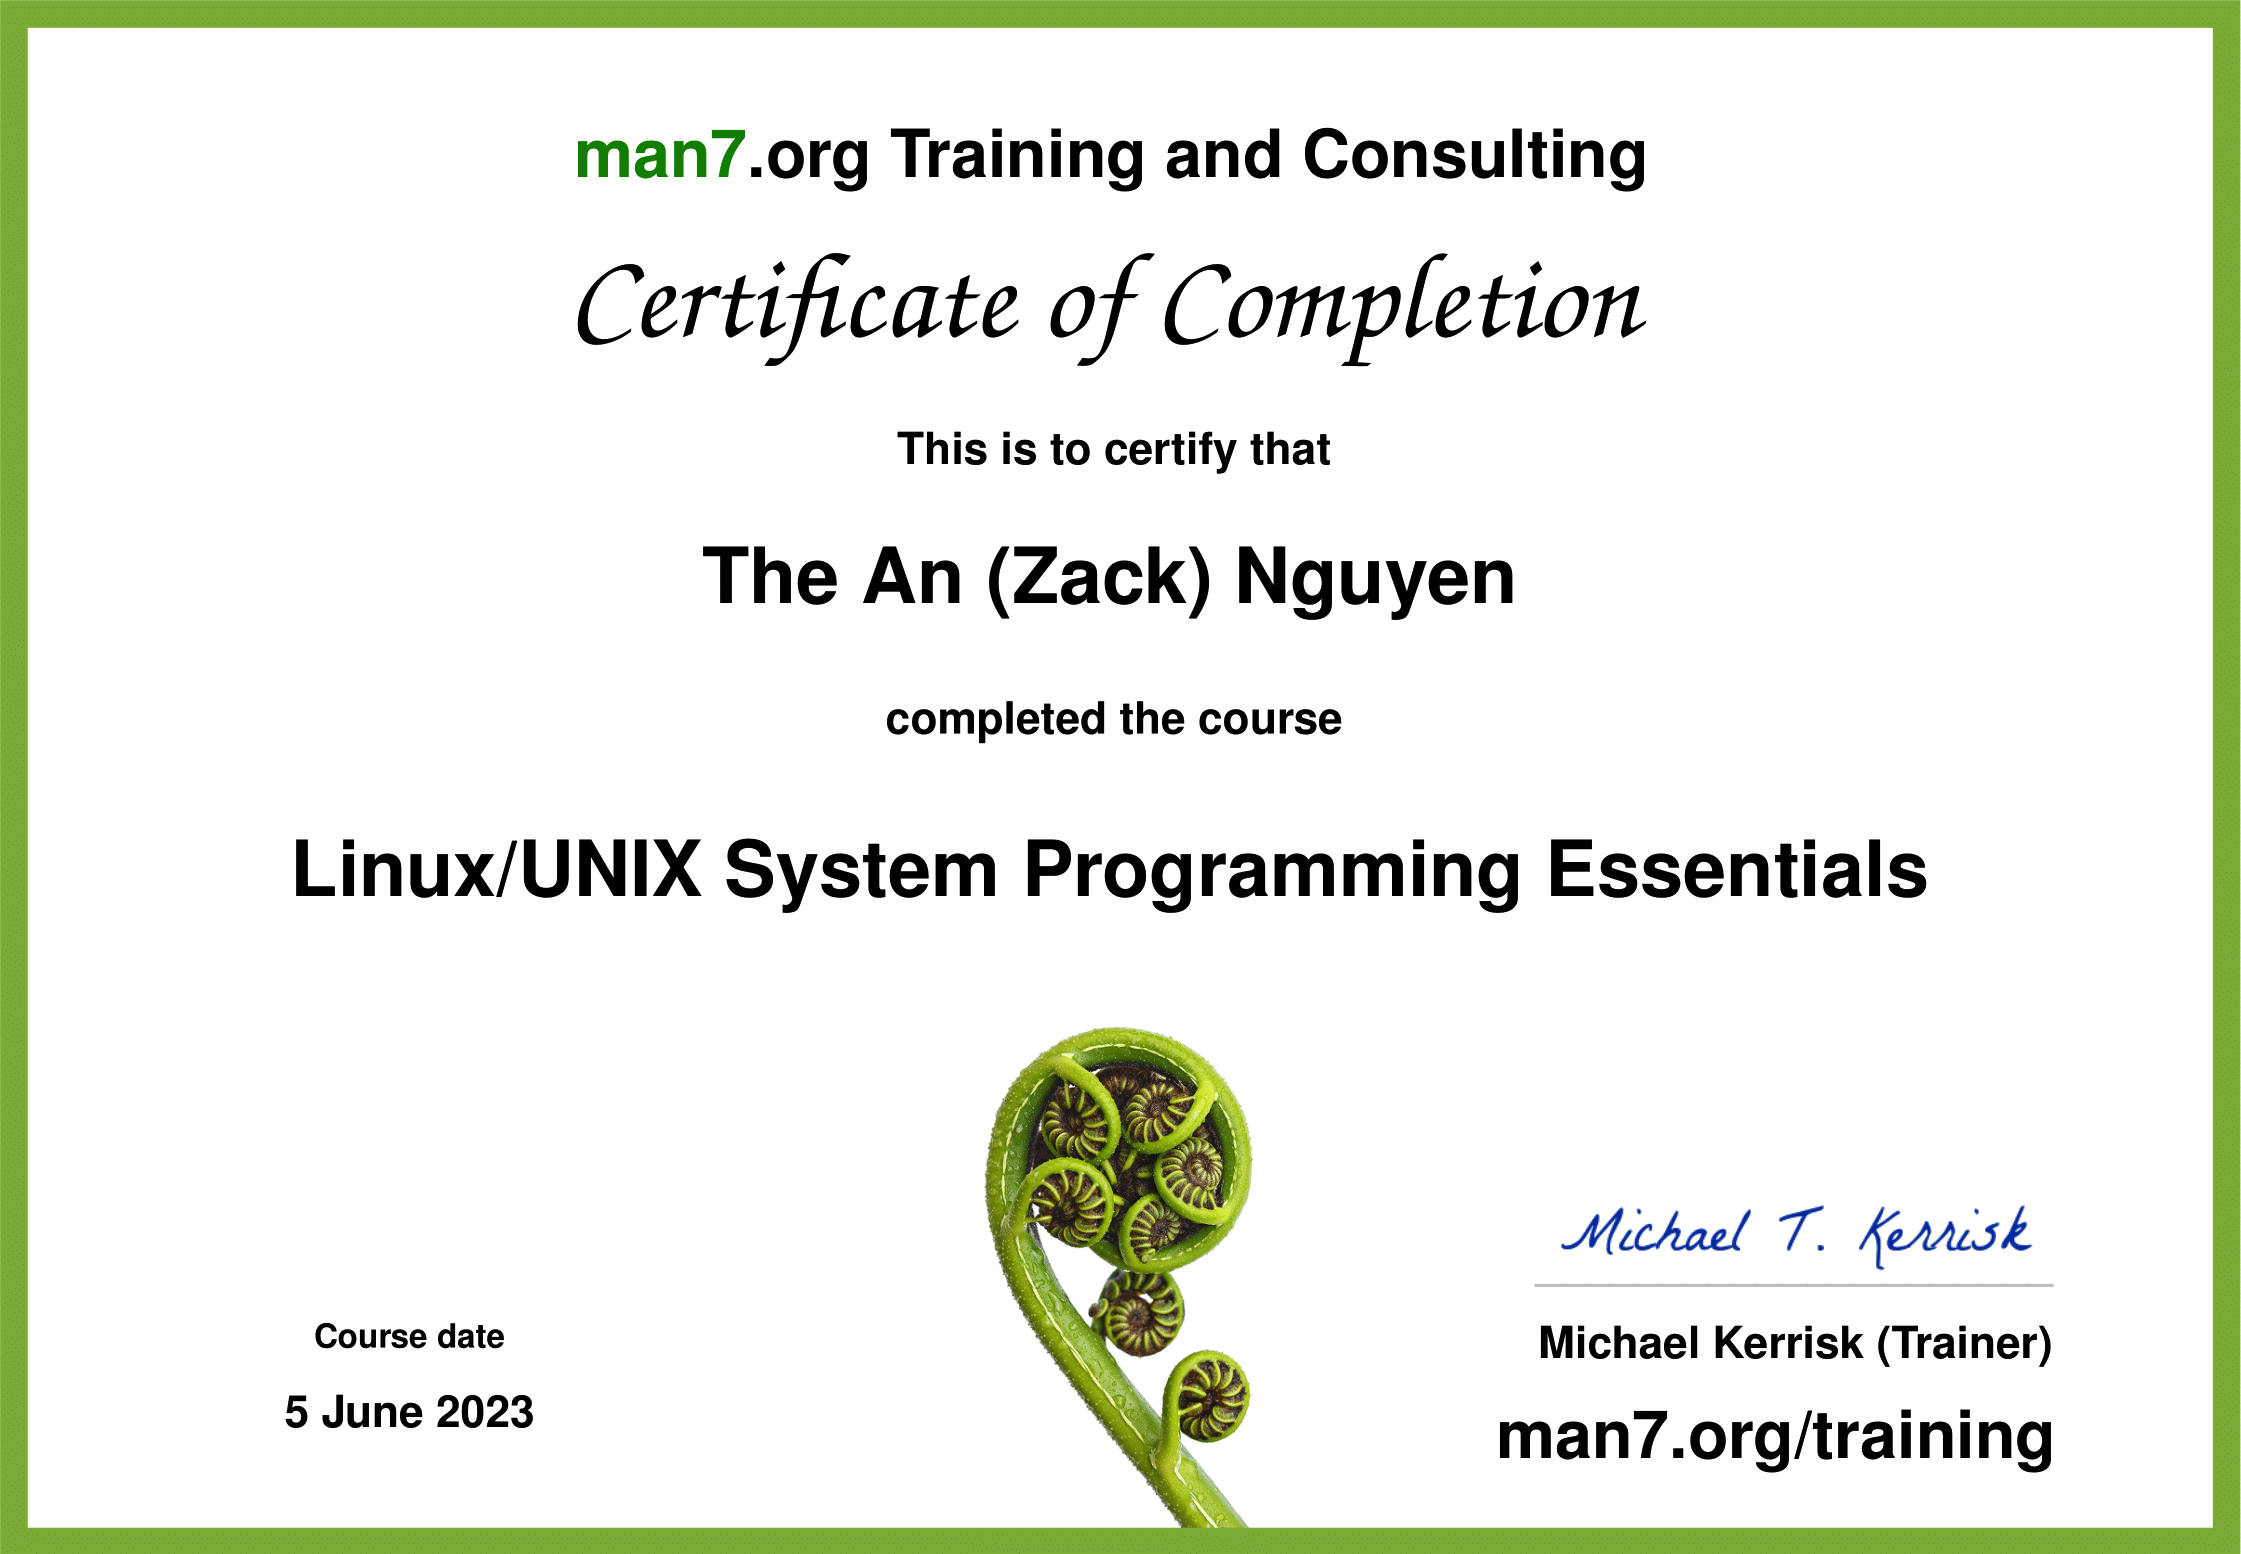 man7.org Training and Consulting
Certificate of Completion
This is to certify that
The An (Zack) Nguyen
completed the course
Linux/UNIX System Programming Essentials
Michael T. Kerrisk
Course date
5 June 2023
Michael Kerrisk (Trainer)
man7.org/training